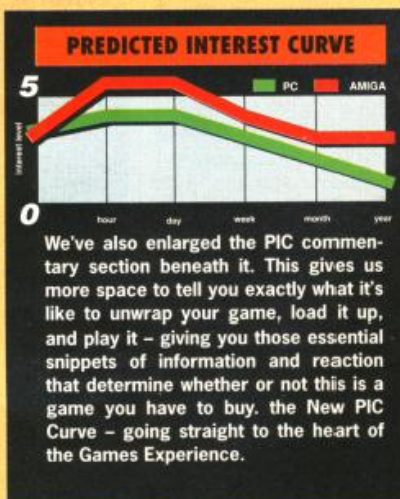 PREDICTED INTEREST CURVE
5
PC AMIGA
Interest level
0
hour day week month year
We've also enlarged the PIC commen-
tary section beneath it. This gives us
more space to tell you exactly what it's
like to unwrap your game, load it up,
and play it – giving you those essential
snippets of information and reaction
that determine whether or not this is a
game you have to buy. the New PIC
Curve – going straight to the heart of
the Games Experience.